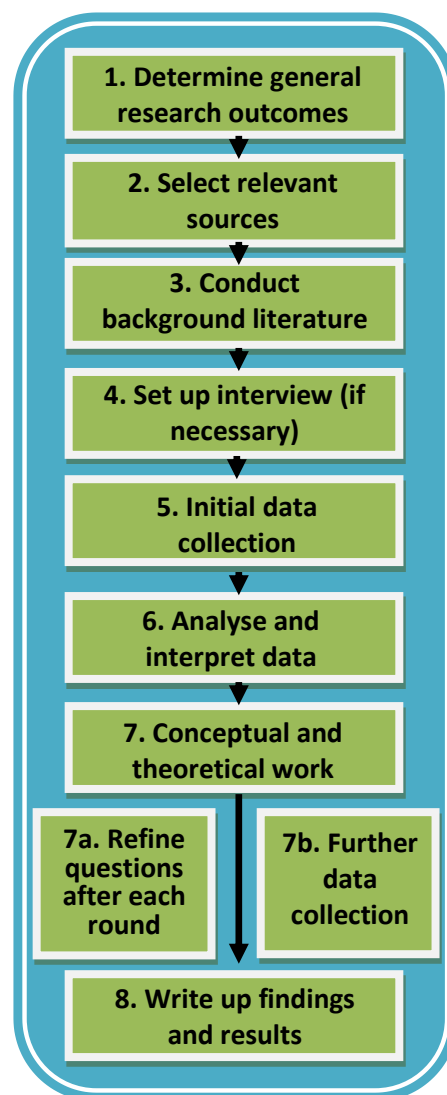 1. Determine general
research outcomes
2. Select relevant
sources
3. Conduct
background literature
4. Set up interview (if
necessary)
5. Initial data
collection
6. Analyse and
interpret data
7. Conceptual and
theoretical work
7a. Refine
questions
after each
round
7b. Further
data
collection
8. Write up findings
and results